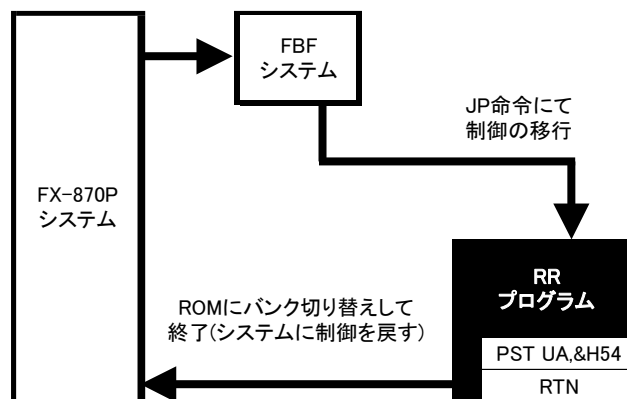 FBF
システム
JP命令にて
制御の移行
FX-870P
システム
RR
プログラム
ROMにバンク切り替えして
終了(システムに制御を戻す)
PST UA,&H54
RTN